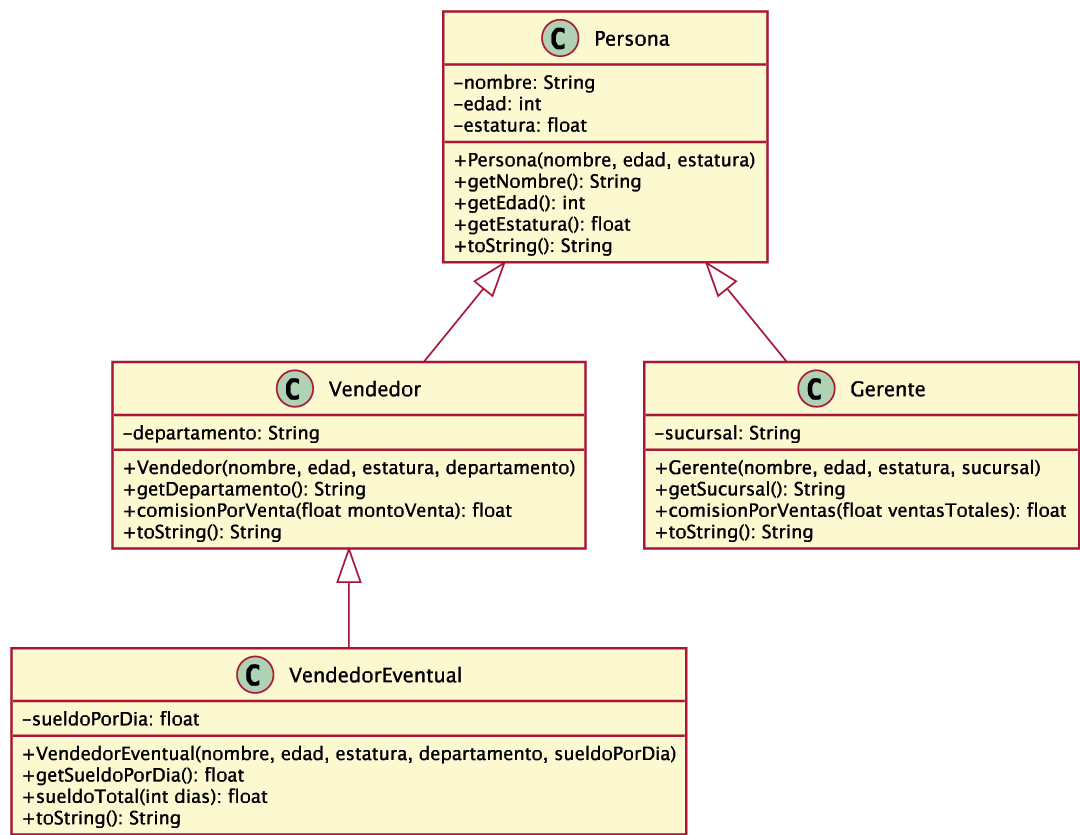 C Persona
-nombre: String
-edad: int
-estatura: float
+Persona(nombre, edad, estatura)
+getNombre(): String
+getEdad(): int
+getEstatura(): float
+toString(): String
C Vendedor
-departamento: String
+Vendedor(nombre, edad, estatura, departamento)
+getDepartamento(): String
+comisionPorVenta(float montoVenta): float
+toString(): String
C Gerente
-sucursal: String
+Gerente(nombre, edad, estatura, sucursal)
+getSucursal(): String
+comisionPorVentas(float ventasTotales): float
+toString(): String
C VendedorEventual
-sueldoPorDia: float
+VendedorEventual(nombre, edad, estatura, departamento, sueldoPorDia)
+getSueldoPorDia(): float
+sueldoTotal(int dias): float
+toString(): String